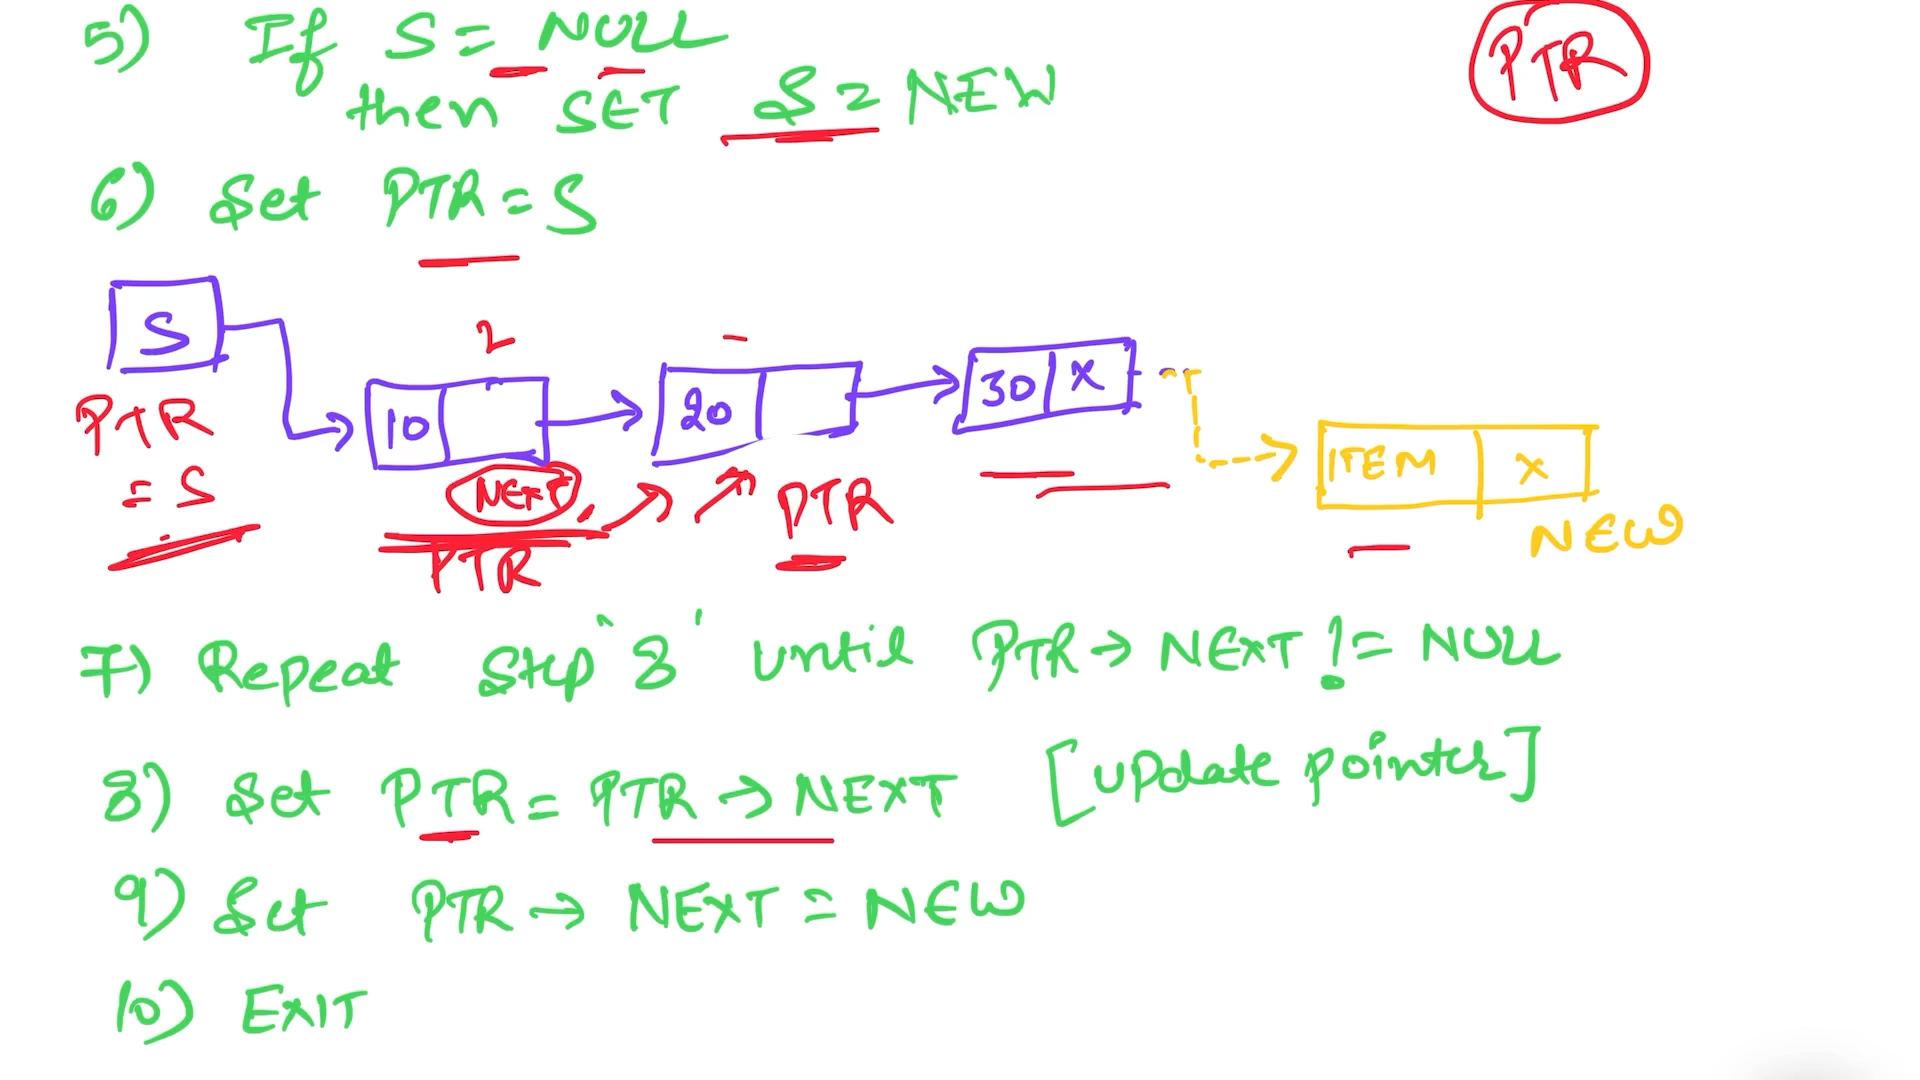 5) If S = NULL
PTR
then SET S = NEW
6) Set PTR = S
S
2
10
20
30 X
PTR
= S
NEXT
PTR
PTR
ITEM X
NEW
7) Repeat Step '8' until PTR → NEXT != NULL
8) Set PTR = PTR → NEXT [update pointer]
9) Set PTR → NEXT = NEW
10) EXIT